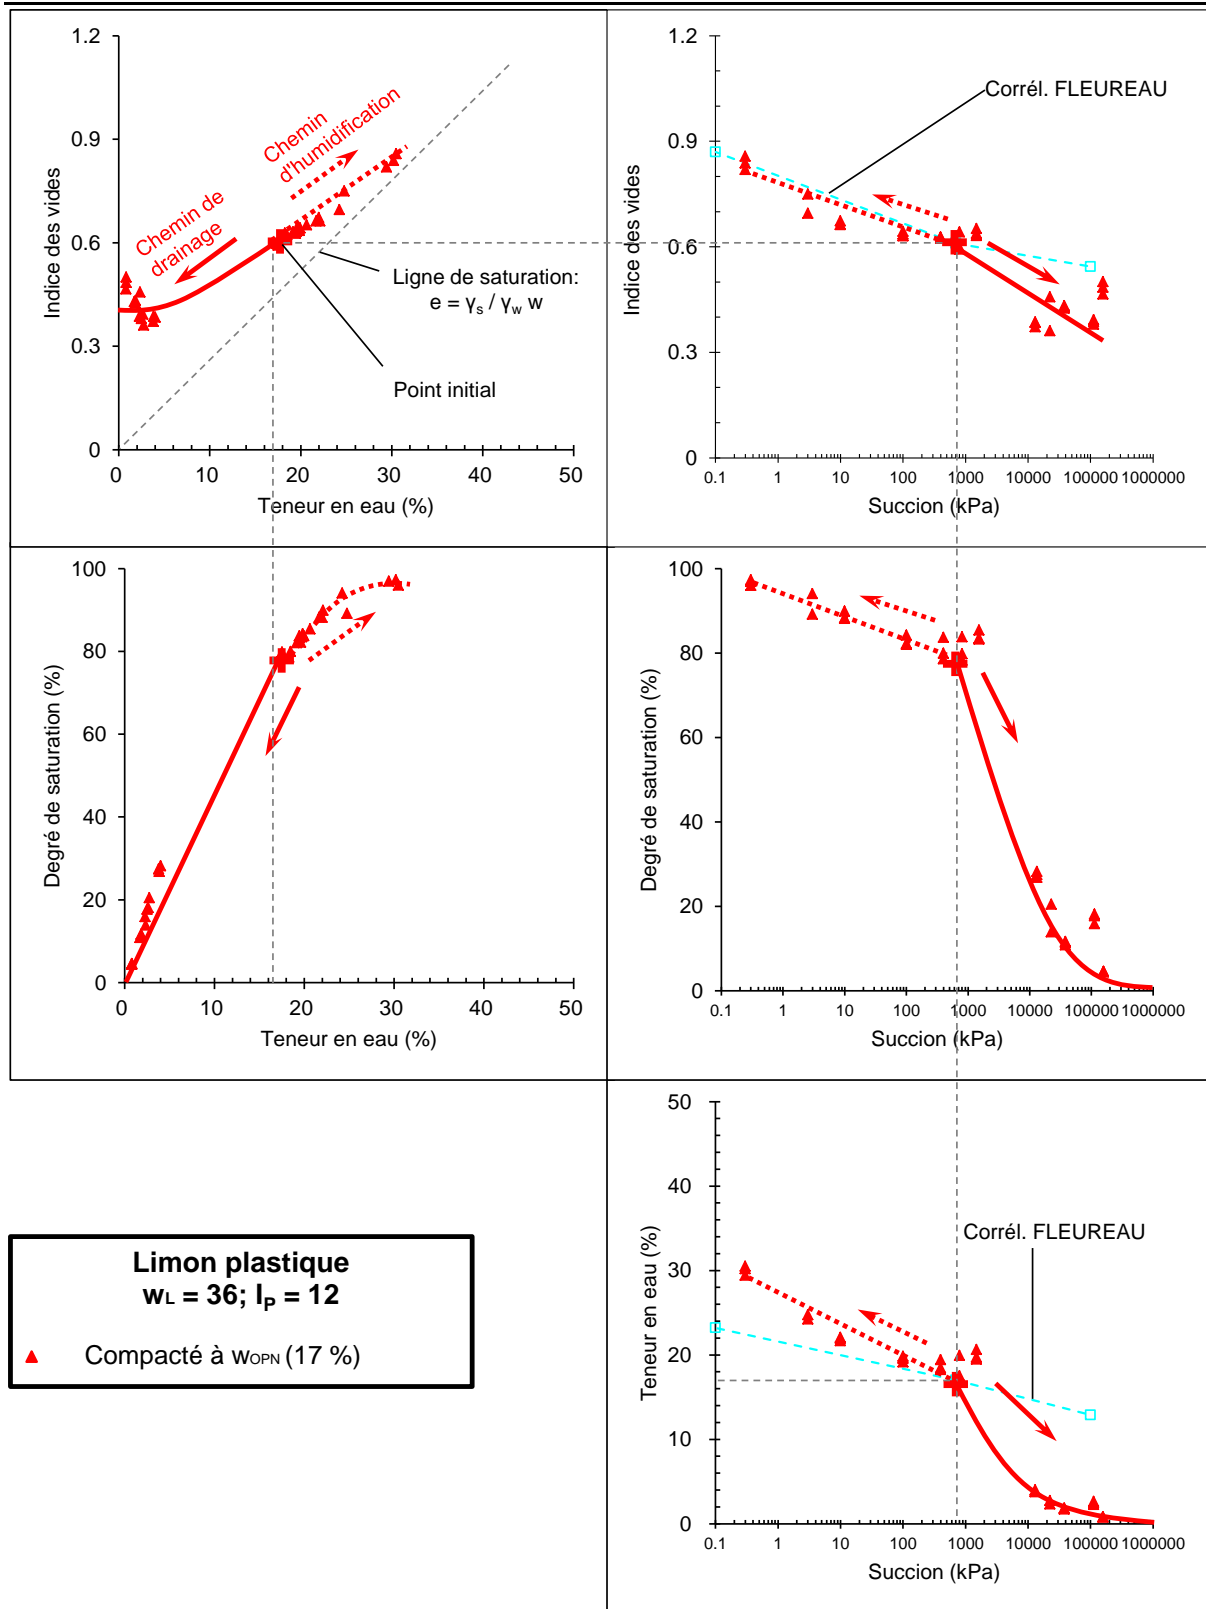 1.2
0.9
0.6
0.3
0
Indice des vides
0
10
20
30
40
50
Teneur en eau (%)
Chemin de
drainage
Chemin
d'humidification
Ligne de saturation:
e = γs / γw w
Point initial
1.2
0.9
0.6
0.3
0
Indice des vides
0.1 1 10 100 1000 10000 100000 1000000
Succion (kPa)
Corrél. FLEUREAU
100
80
60
40
20
0
Degré de saturation (%)
0 10 20 30 40 50
Teneur en eau (%)
100
80
60
40
20
0
Degré de saturation (%)
0.1 1 10 100 1000 10000 100000 1000000
Succion (kPa)
Limon plastique
wL = 36; IP = 12
Compacté à wOPN (17 %)
50
40
30
20
10
0
Teneur en eau (%)
0.1 1 10 100 1000 10000 100000 1000000
Succion (kPa)
Corrél. FLEUREAU